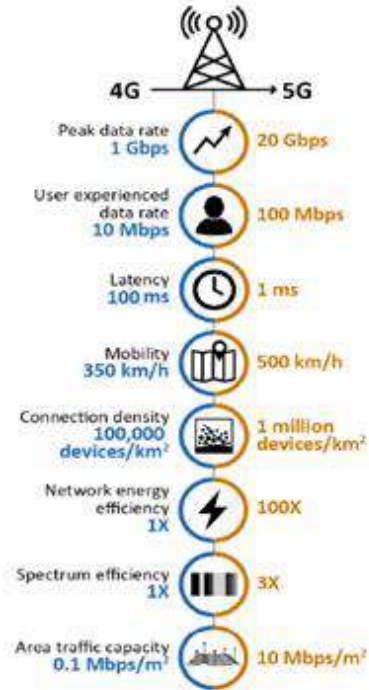 4G 5G
Peak data rate
1 Gbps
20 Gbps
User experienced
data rate
10 Mbps
100 Mbps
Latency
100 ms
1 ms
Mobility
350 km/h
500 km/h
Connection density
100,000
devices/km²
1 million
devices/km²
Network energy
efficiency
1X
100X
Spectrum efficiency
1X
3X
Area traffic capacity
0.1 Mbps/m²
10 Mbps/m²